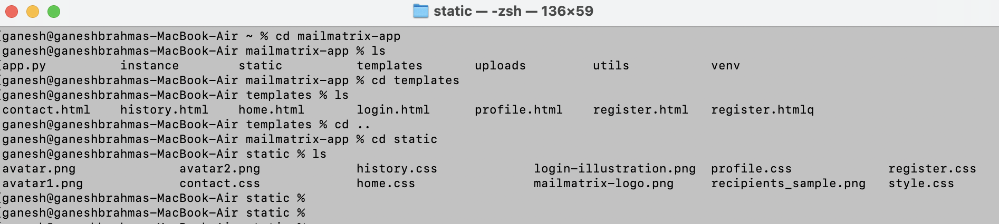 static — -zsh — 136×59
ganesh@ganeshbrahmas-MacBook-Air ~ % cd mailmatrix-app
ganesh@ganeshbrahmas-MacBook-Air mailmatrix-app % ls
app.py instance static templates uploads utils venv
ganesh@ganeshbrahmas-MacBook-Air mailmatrix-app % cd templates
ganesh@ganeshbrahmas-MacBook-Air templates % ls
contact.html history.html home.html login.html profile.html register.html register.htmlq
ganesh@ganeshbrahmas-MacBook-Air templates % cd ..
ganesh@ganeshbrahmas-MacBook-Air mailmatrix-app % cd static
ganesh@ganeshbrahmas-MacBook-Air static % ls
avatar.png avatar2.png history.css login-illustration.png profile.css register.css
avatar1.png contact.css home.css mailmatrix-logo.png recipients_sample.png style.css
ganesh@ganeshbrahmas-MacBook-Air static %
ganesh@ganeshbrahmas-MacBook-Air static %